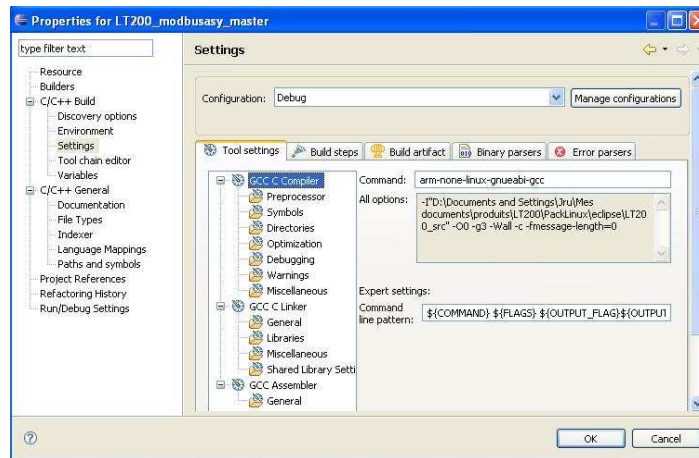 Properties for LT200_modbusasy_master
type filter text
Resource
Builders
C/C++ Build
Discovery options
Environment
Settings
Tool chain editor
Variables
C/C++ General
Documentation
File Types
Indexer
Language Mappings
Paths and symbols
Project References
Refactoring History
Run/Debug Settings
Settings
Configuration: Debug
Manage configurations
Tool settings
Build steps
Build artifact
Binary parsers
Error parsers
GCC C Compiler
Preprocessor
Symbols
Directories
Optimization
Debugging
Warnings
Miscellaneous
GCC C Linker
General
Libraries
Miscellaneous
Shared Library Setti
GCC Assembler
General
Command: arm-none-linux-gnueabi-gcc
All options: -I"D:\Documents and Settings\Jru\Mes
documents\produits\LT200\PackLinux\eclipse\LT20
0_src" -O0 -g3 -Wall -c -fmessage-length=0
Expert settings:
Command
line pattern: ${COMMAND} ${FLAGS} ${OUTPUT_FLAG}${OUTPUT
OK
Cancel